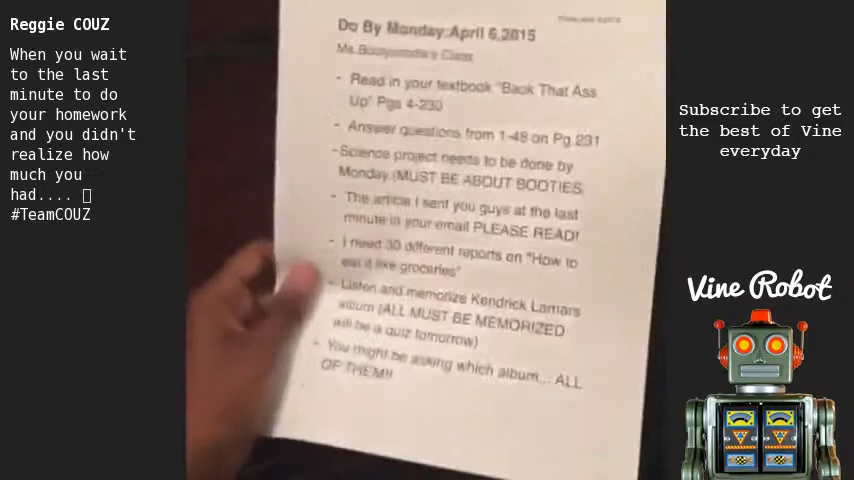 Reggie COUZ
When you wait
to the last
minute to do
your homework
and you didn't
realize how
much you
had....
#TeamCOUZ
Do By Monday:April 6,2015
Class
- Read in your textbook "Back That Ass
Up" Pgs 4-230
- Answer questions from 1-48 on Pg 231
-Science project needs to be done by
Monday.(MUST BE ABOUT BOOTIES
- The article I sent you guys at the last
minute in your email PLEASE READ!
- I need 30 different reports on "How to
eat it like groceries"
- Listen and memorize Kendrick Lamars
album (ALL MUST BE MEMORIZED
will be a quiz tomorrow)
- You might be asking which album... ALL
OF THEM!!
Subscribe to get
the best of Vine
everyday
Vine Robot